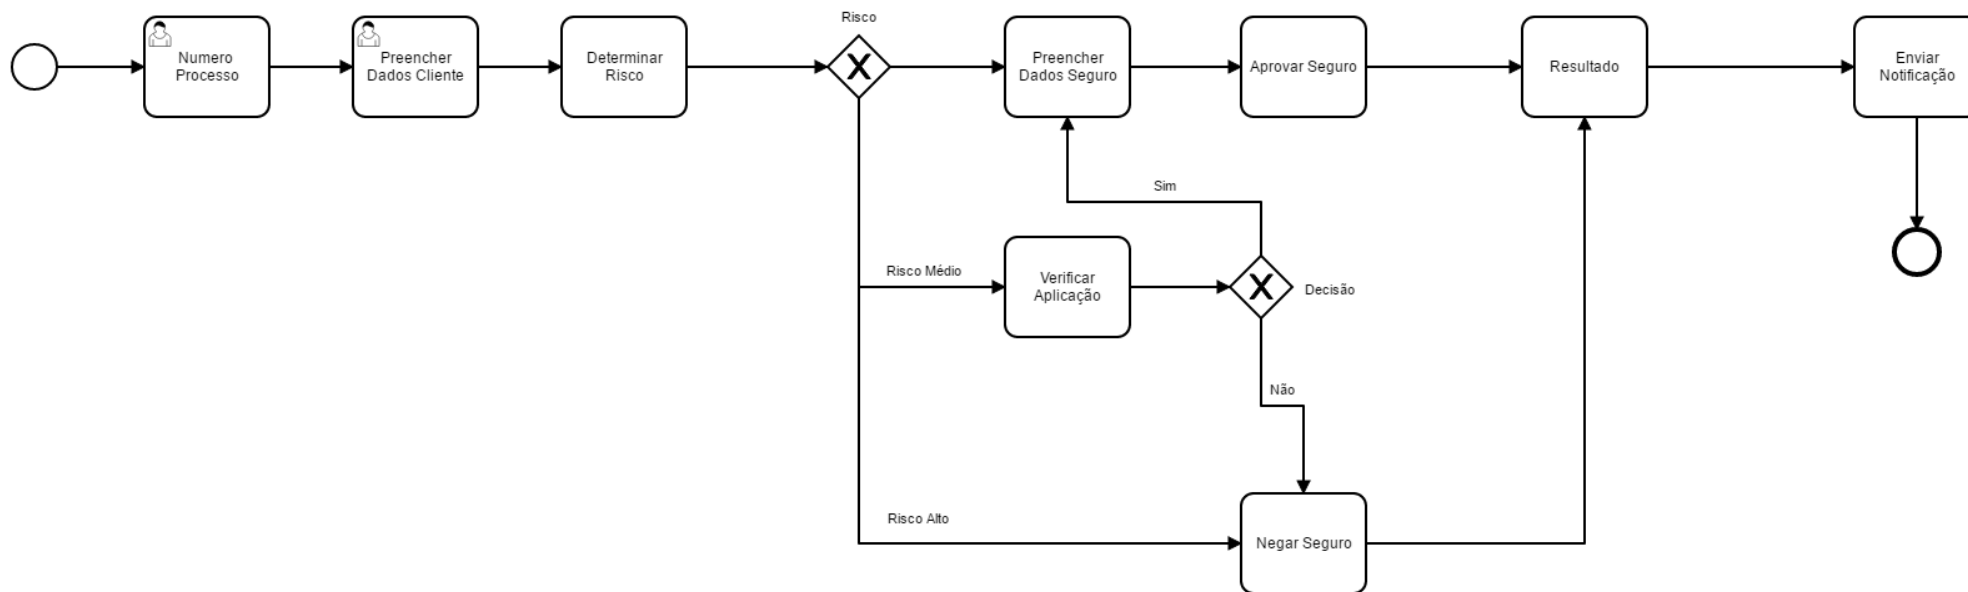 Risco
Numero
Processo
Preencher
Dados Cliente
Determinar
Risco
Preencher
Dados Seguro
Aprovar Seguro
Resultado
Enviar
Notificação
Sim
Risco Médio
Verificar
Aplicação
Decisão
Não
Risco Alto
Negar Seguro